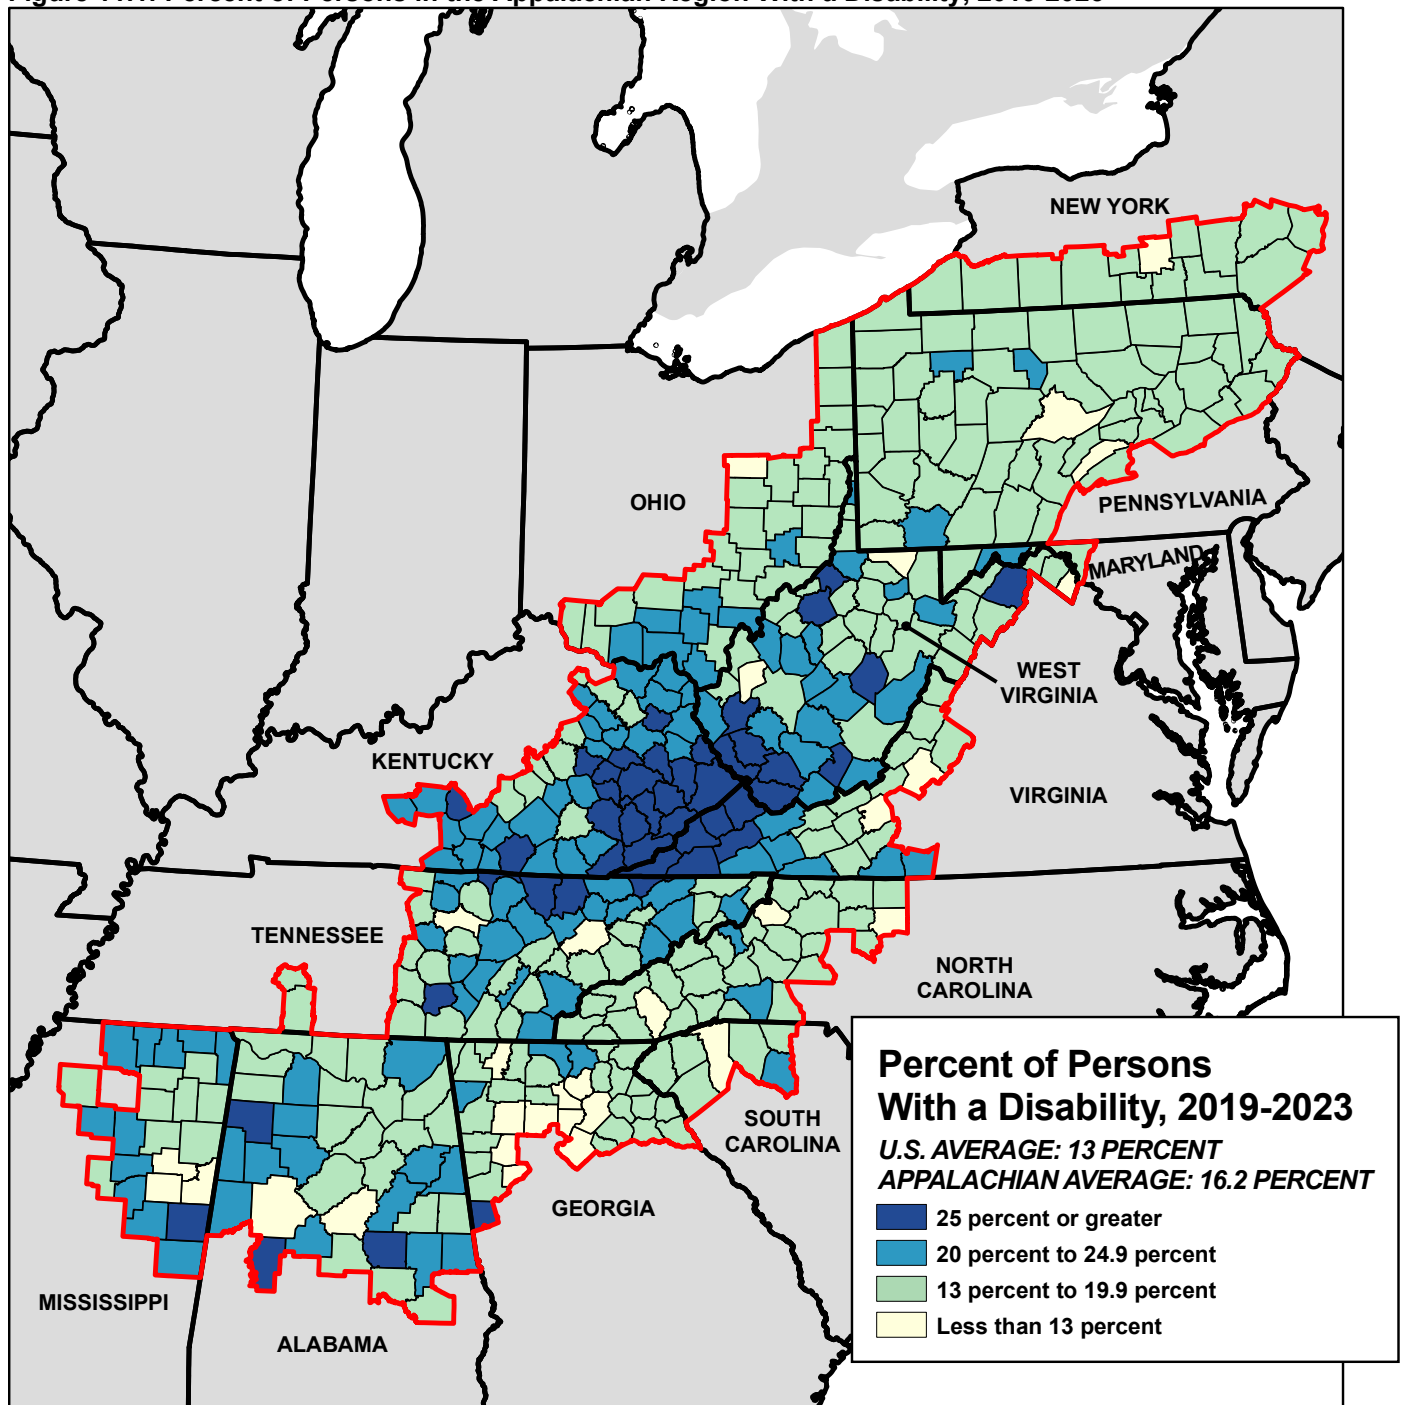 NEW YORK
OHIO
PENNSYLVANIA
MARYLAND
WEST
VIRGINIA
KENTUCKY
VIRGINIA
TENNESSEE
NORTH
CAROLINA
SOUTH
CAROLINA
GEORGIA
MISSISSIPPI
ALABAMA
Percent of Persons
With a Disability, 2019-2023
U.S. AVERAGE: 13 PERCENT
APPALACHIAN AVERAGE: 16.2 PERCENT
25 percent or greater
20 percent to 24.9 percent
13 percent to 19.9 percent
Less than 13 percent